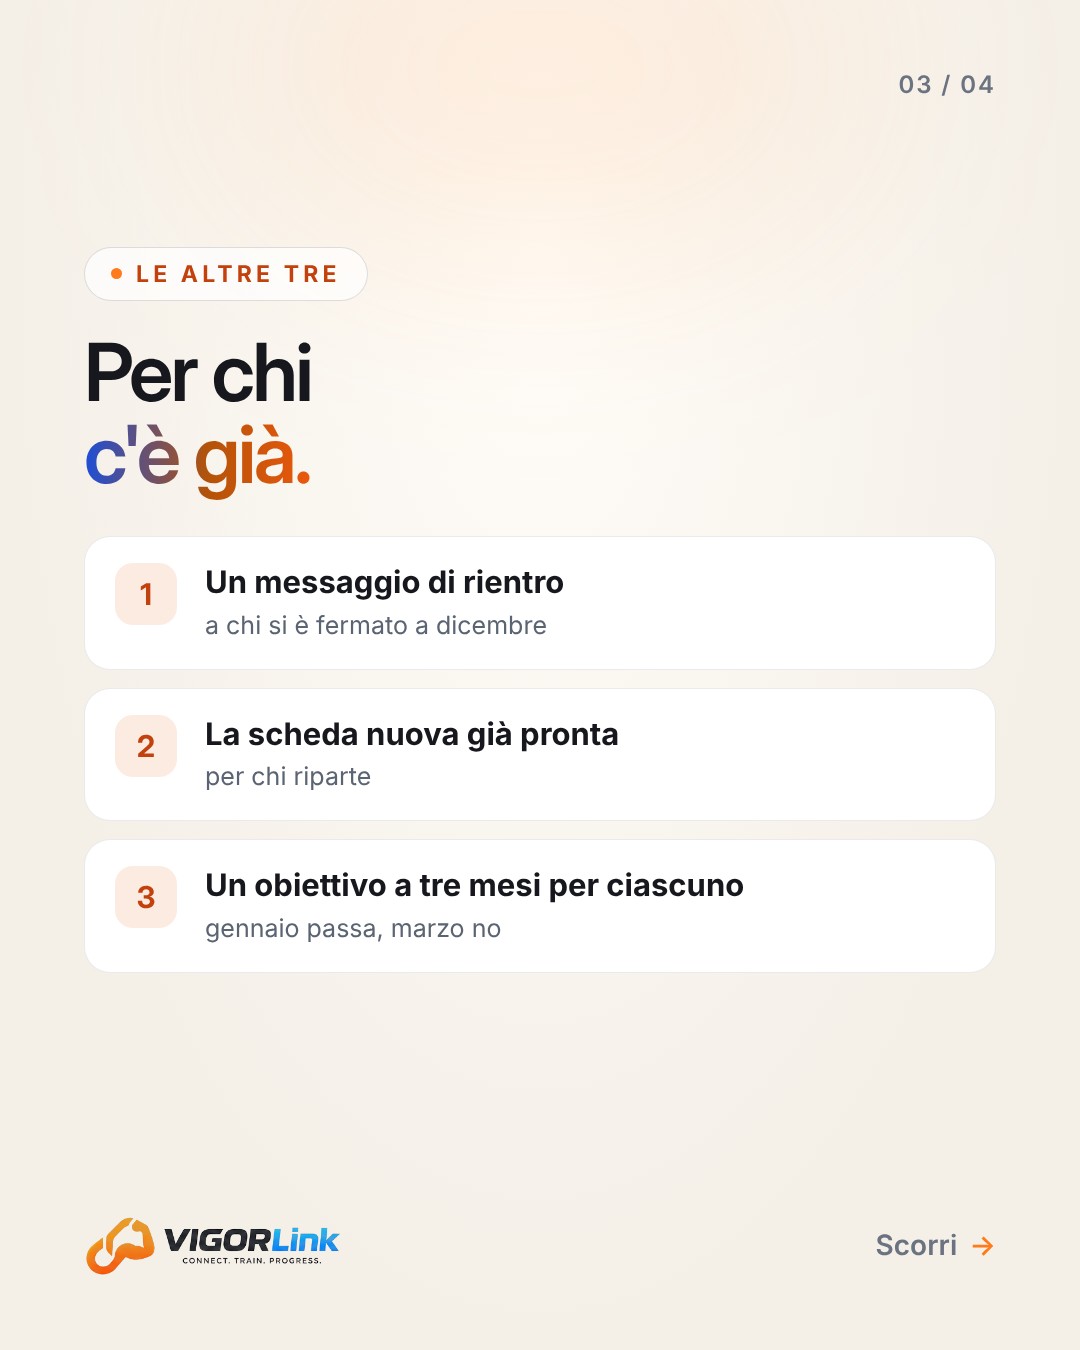 03 / 04
LE ALTRE TRE
Per chi
c'è già.
1
Un messaggio di rientro
a chi si è fermato a dicembre
2
La scheda nuova già pronta
per chi riparte
3
Un obiettivo a tre mesi per ciascuno
gennaio passa, marzo no
VIGORLink
CONNECT. TRAIN. PROGRESS.
Scorri →